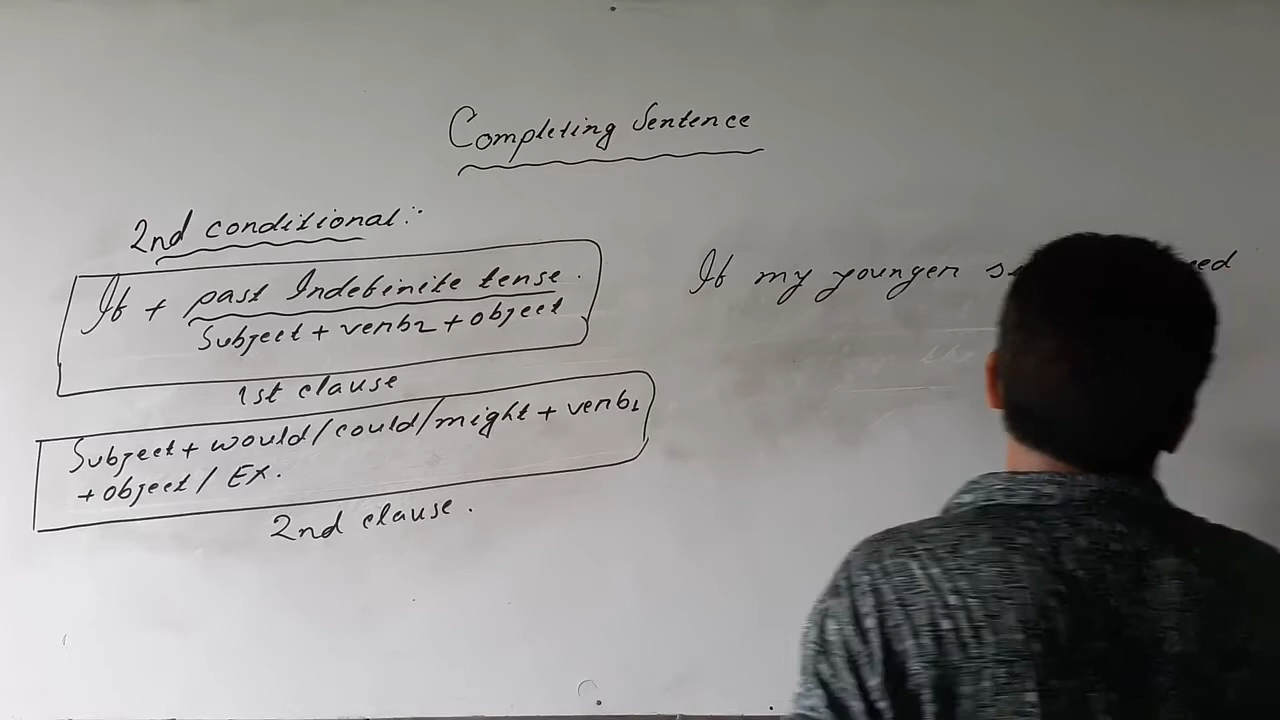 Completing Sentence
2nd conditional:
If + past Indefinite tense.
Subject + verb2 + object
1st clause
Subject + would/could/might + verb1
+ object / Ex.
2nd clause.
If my younger